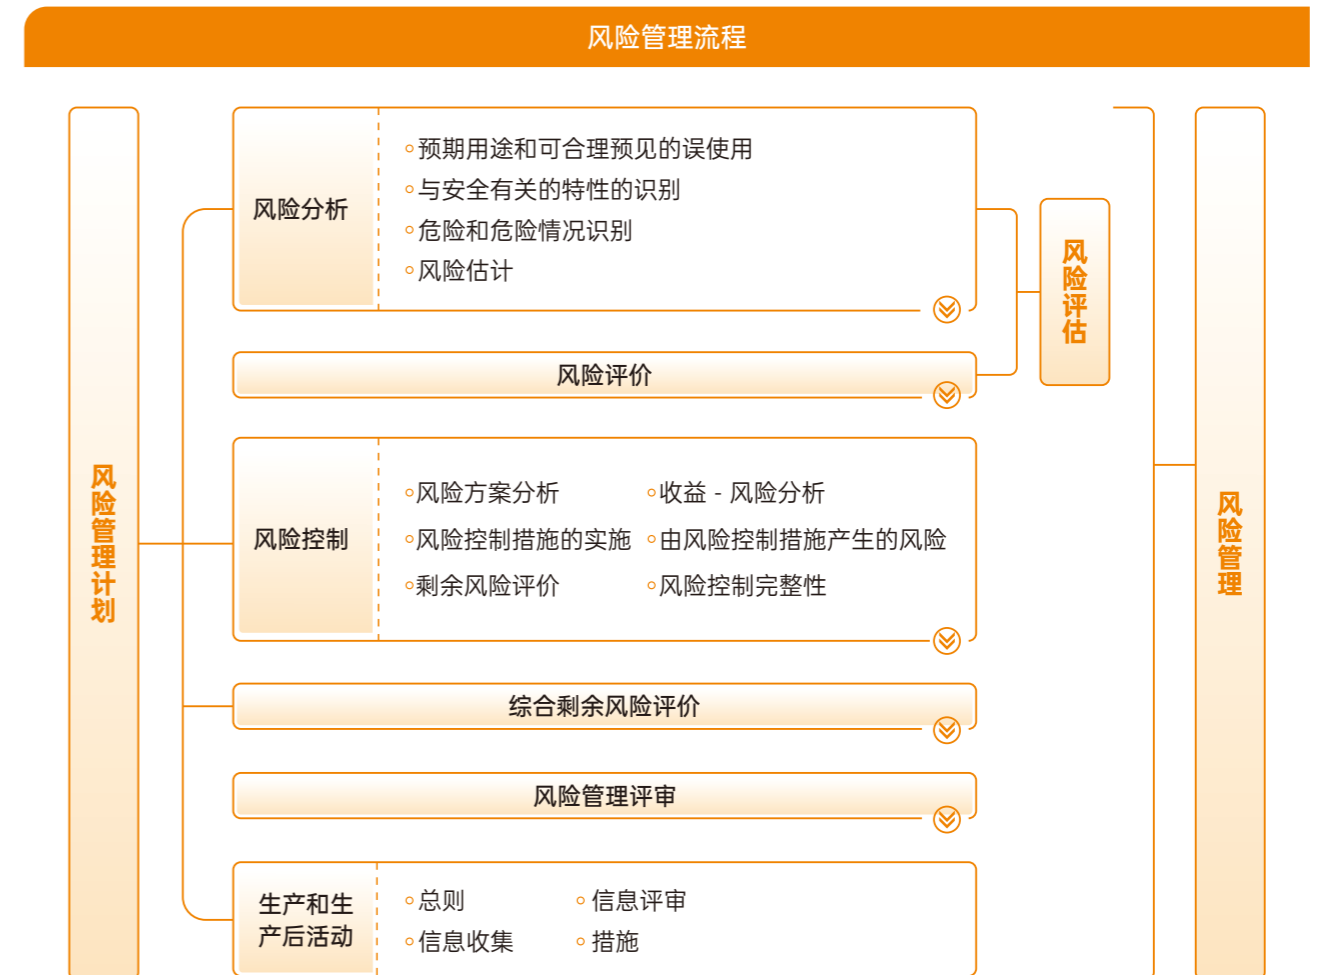 风险管理流程
风险管理计划
风险分析
预期用途和可合理预见的误使用
与安全有关的特性的识别
危险和危险情况识别
风险估计
风险评价
风险评估
风险控制
风险方案分析
收益 - 风险分析
风险控制措施的实施
由风险控制措施产生的风险
剩余风险评价
风险控制完整性
综合剩余风险评价
风险管理评审
生产和生
产后活动
总则
信息评审
信息收集
措施
风险管理